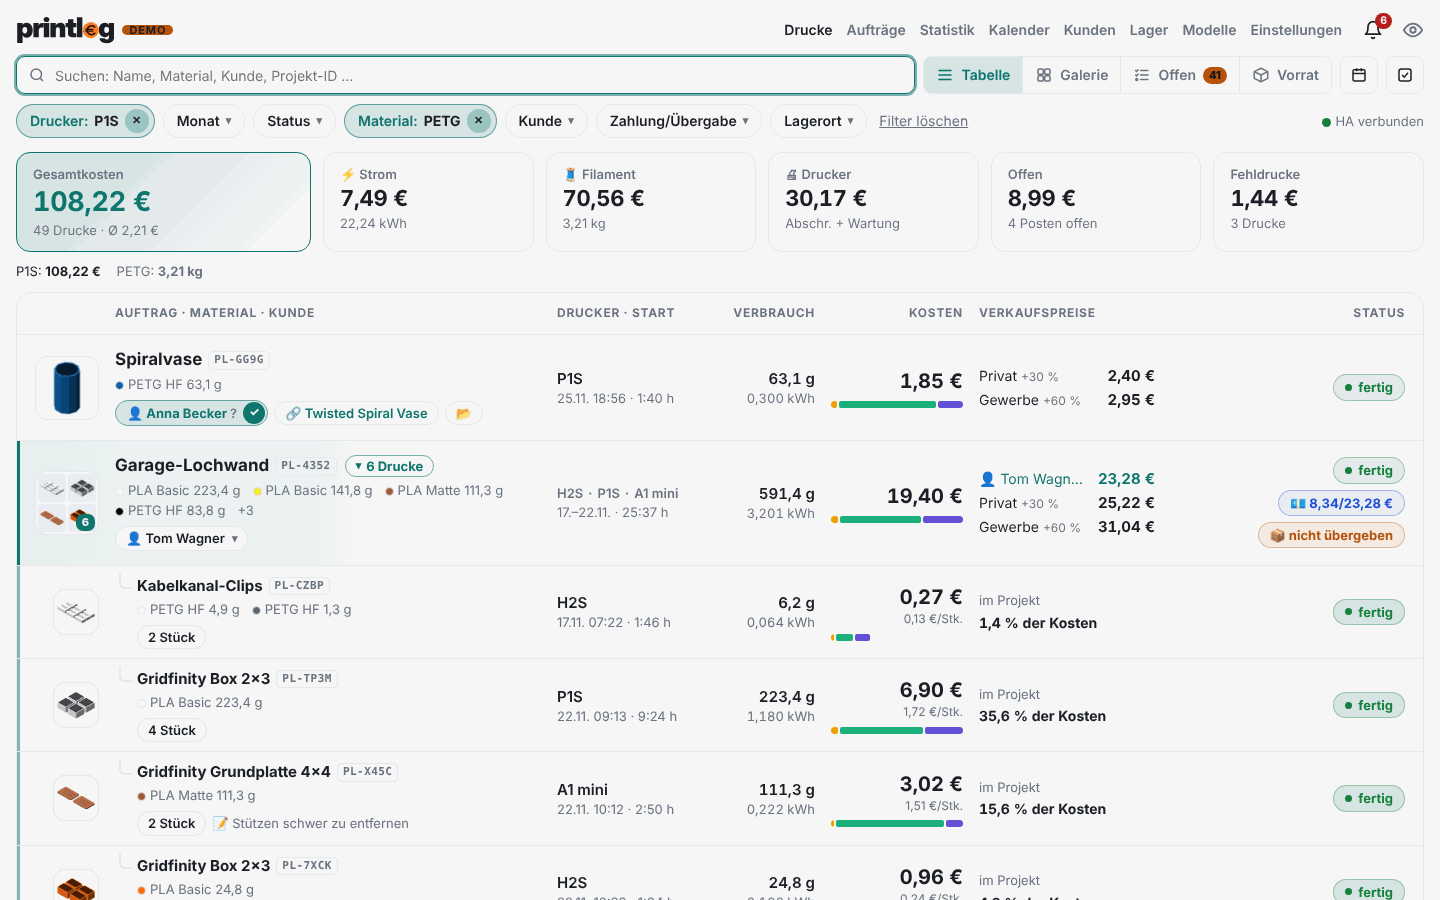 printl€g DEMO
Drucke Aufträge Statistik Kalender Kunden Lager Modelle Einstellungen 6
Suchen: Name, Material, Kunde, Projekt-ID ...
Tabelle Galerie Offen 41 Vorrat
Drucker: P1S × Monat ▾ Status ▾ Material: PETG × Kunde ▾ Zahlung/Übergabe ▾ Lagerort ▾ Filter löschen
HA verbunden
Gesamtkosten
108,22 €
49 Drucke · Ø 2,21 €
⚡ Strom
7,49 €
22,24 kWh
🧵 Filament
70,56 €
3,21 kg
🖨 Drucker
30,17 €
Abschr. + Wartung
Offen
8,99 €
4 Posten offen
Fehldrucke
1,44 €
3 Drucke
P1S: 108,22 € PETG: 3,21 kg
AUFTRAG · MATERIAL · KUNDE DRUCKER · START VERBRAUCH KOSTEN VERKAUFSPREISE STATUS
Spiralvase PL-GG9G
PETG HF 63,1 g
👤 Anna Becker ? ✓ 🔗 Twisted Spiral Vase 📂
P1S
25.11. 18:56 · 1:40 h
63,1 g
0,300 kWh
1,85 €
Privat +30 % 2,40 €
Gewerbe +60 % 2,95 €
fertig
Garage-Lochwand PL-4352 ▾ 6 Drucke
PLA Basic 223,4 g PLA Basic 141,8 g PLA Matte 111,3 g
PETG HF 83,8 g +3
👤 Tom Wagner ▾
6
H2S · P1S · A1 mini
17.–22.11. · 25:37 h
591,4 g
3,201 kWh
19,40 €
👤 Tom Wagn... 23,28 €
Privat +30 % 25,22 €
Gewerbe +60 % 31,04 €
fertig
💶 8,34/23,28 €
📦 nicht übergeben
Kabelkanal-Clips PL-CZBP
PETG HF 4,9 g PETG HF 1,3 g
2 Stück
H2S
17.11. 07:22 · 1:46 h
6,2 g
0,064 kWh
0,27 €
0,13 €/Stk.
im Projekt
1,4 % der Kosten
fertig
Gridfinity Box 2×3 PL-TP3M
PLA Basic 223,4 g
4 Stück
P1S
22.11. 09:13 · 9:24 h
223,4 g
1,180 kWh
6,90 €
1,72 €/Stk.
im Projekt
35,6 % der Kosten
fertig
Gridfinity Grundplatte 4×4 PL-X45C
PLA Matte 111,3 g
2 Stück 📝 Stützen schwer zu entfernen
A1 mini
22.11. 10:12 · 2:50 h
111,3 g
0,222 kWh
3,02 €
1,51 €/Stk.
im Projekt
15,6 % der Kosten
fertig
Gridfinity Box 2×3 PL-7XCK
PLA Basic 24,8 g
H2S
24,8 g
0,96 €
im Projekt
fertig